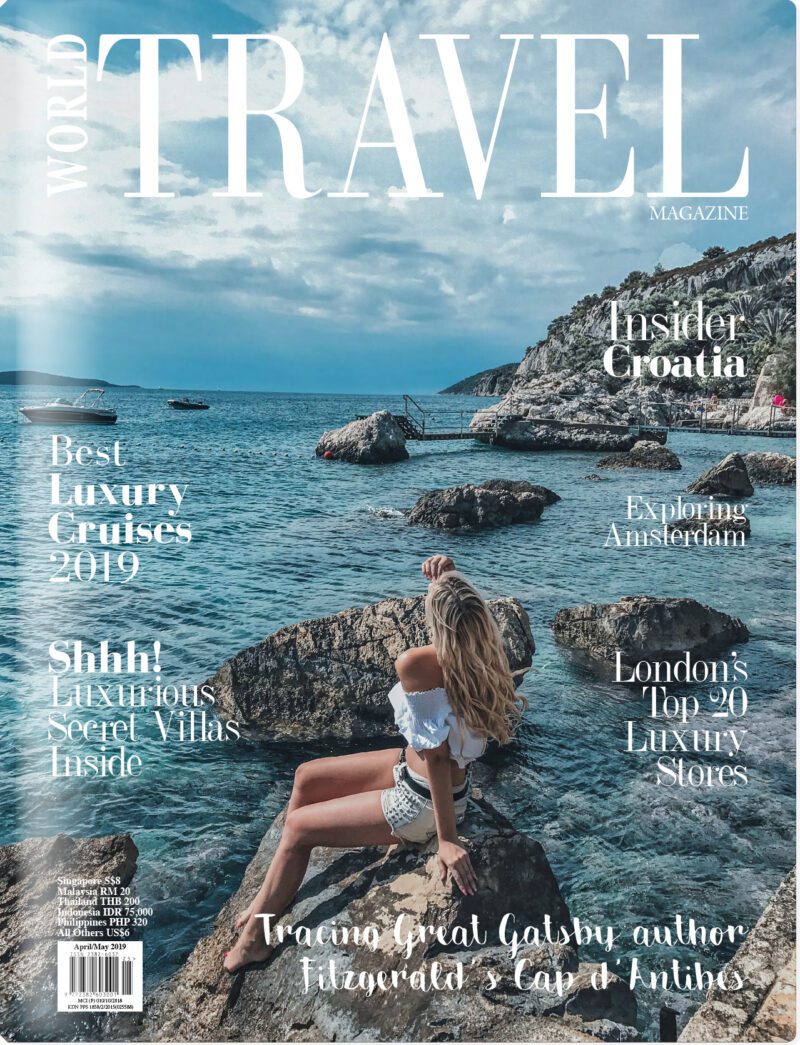 WORLD
TRAVEL
MAGAZINE
Insider
Croatia
Best
Luxury
Cruises
2019
Exploring
Amsterdam
Shhh!
Luxurious
Secret Villas
Inside
London's
Top 20
Luxury
Stores
Singapore S$8
Malaysia RM 20
Thailand THB 200
Indonesia IDR 75,000
Philippines PHP 320
All Others US$6
Tracing Great Gatsby author
Fitzgerald's Cap d'Antibes
April/May 2019